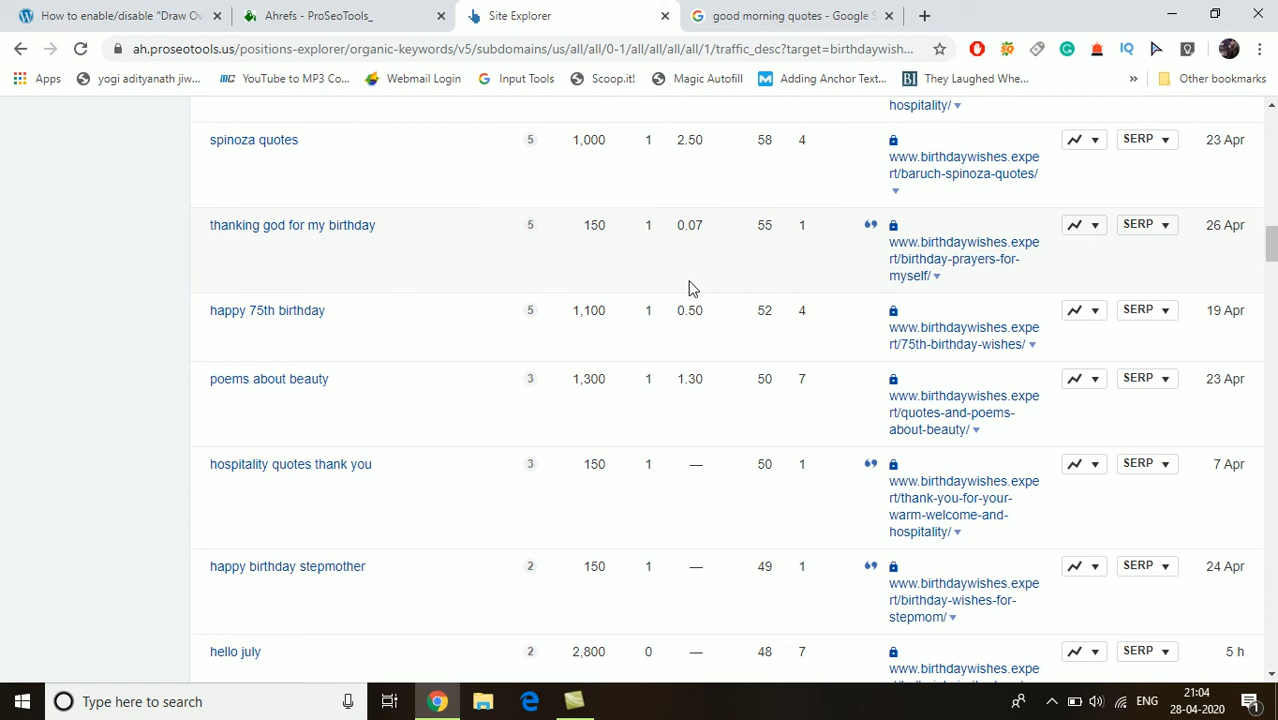 How to enable/disable "Draw Ov
Ahrefs - ProSeoTools_
Site Explorer
good morning quotes - Google S
ah.proseotools.us/positions-explorer/organic-keywords/v5/subdomains/us/all/all/0-1/all/all/all/all/1/traffic_desc?target=birthdaywish...
Apps
yogi adityanath jiw...
YouTube to MP3 Co...
Webmail Login
Input Tools
Scoop.it!
Magic Autofill
Adding Anchor Text...
They Laughed Whe...
»
Other bookmarks
hospitality/
spinoza quotes 5 1,000 1 2.50 58 4 SERP 23 Apr
www.birthdaywishes.expe
rt/baruch-spinoza-quotes/
thanking god for my birthday 5 150 1 0.07 55 1 SERP 26 Apr
www.birthdaywishes.expe
rt/birthday-prayers-for-
myself/
happy 75th birthday 5 1,100 1 0.50 52 4 SERP 19 Apr
www.birthdaywishes.expe
rt/75th-birthday-wishes/
poems about beauty 3 1,300 1 1.30 50 7 SERP 23 Apr
www.birthdaywishes.expe
rt/quotes-and-poems-
about-beauty/
hospitality quotes thank you 3 150 1 — 50 1 SERP 7 Apr
www.birthdaywishes.expe
rt/thank-you-for-your-
warm-welcome-and-
hospitality/
happy birthday stepmother 2 150 1 — 49 1 SERP 24 Apr
www.birthdaywishes.expe
rt/birthday-wishes-for-
stepmom/
hello july 2 2,800 0 — 48 7 SERP 5 h
www.birthdaywishes.expe
Type here to search
ENG
21:04
28-04-2020